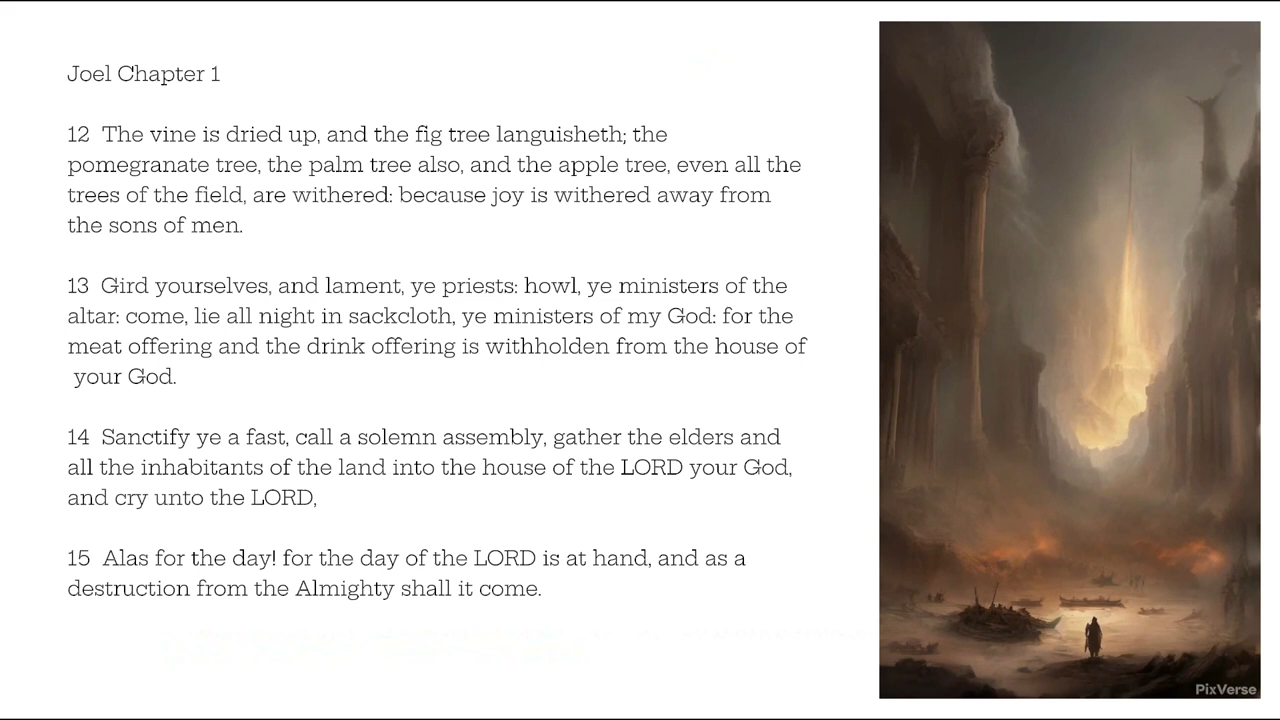 Joel Chapter 1
12 The vine is dried up, and the fig tree languisheth; the
pomegranate tree, the palm tree also, and the apple tree, even all the
trees of the field, are withered: because joy is withered away from
the sons of men.
13 Gird yourselves, and lament, ye priests: howl, ye ministers of the
altar: come, lie all night in sackcloth, ye ministers of my God: for the
meat offering and the drink offering is withholden from the house of
your God.
14 Sanctify ye a fast, call a solemn assembly, gather the elders and
all the inhabitants of the land into the house of the LORD your God,
and cry unto the LORD,
15 Alas for the day! for the day of the LORD is at hand, and as a
destruction from the Almighty shall it come.
PixVerse